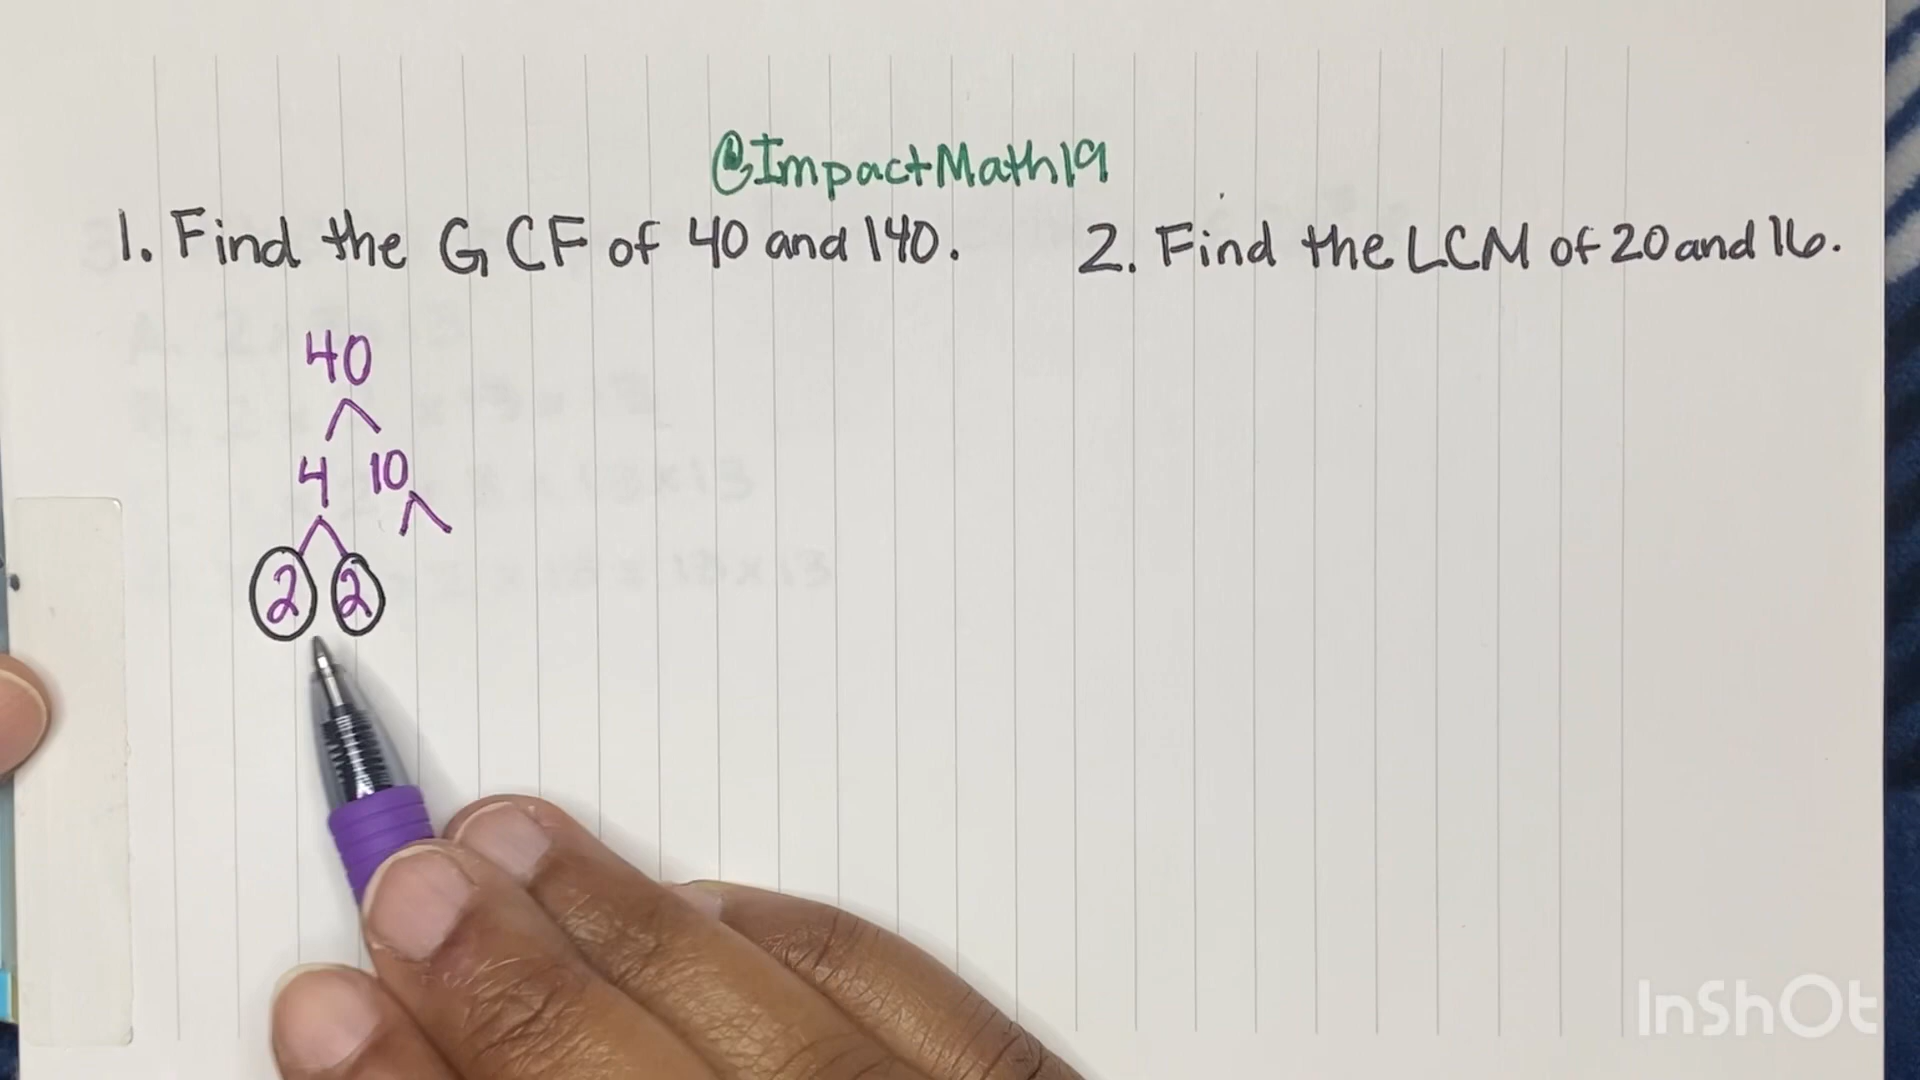 @ImpactMath19
1. Find the GCF of 40 and 140.
2. Find the LCM of 20 and 16.
40
4 10
2 2
InShOt